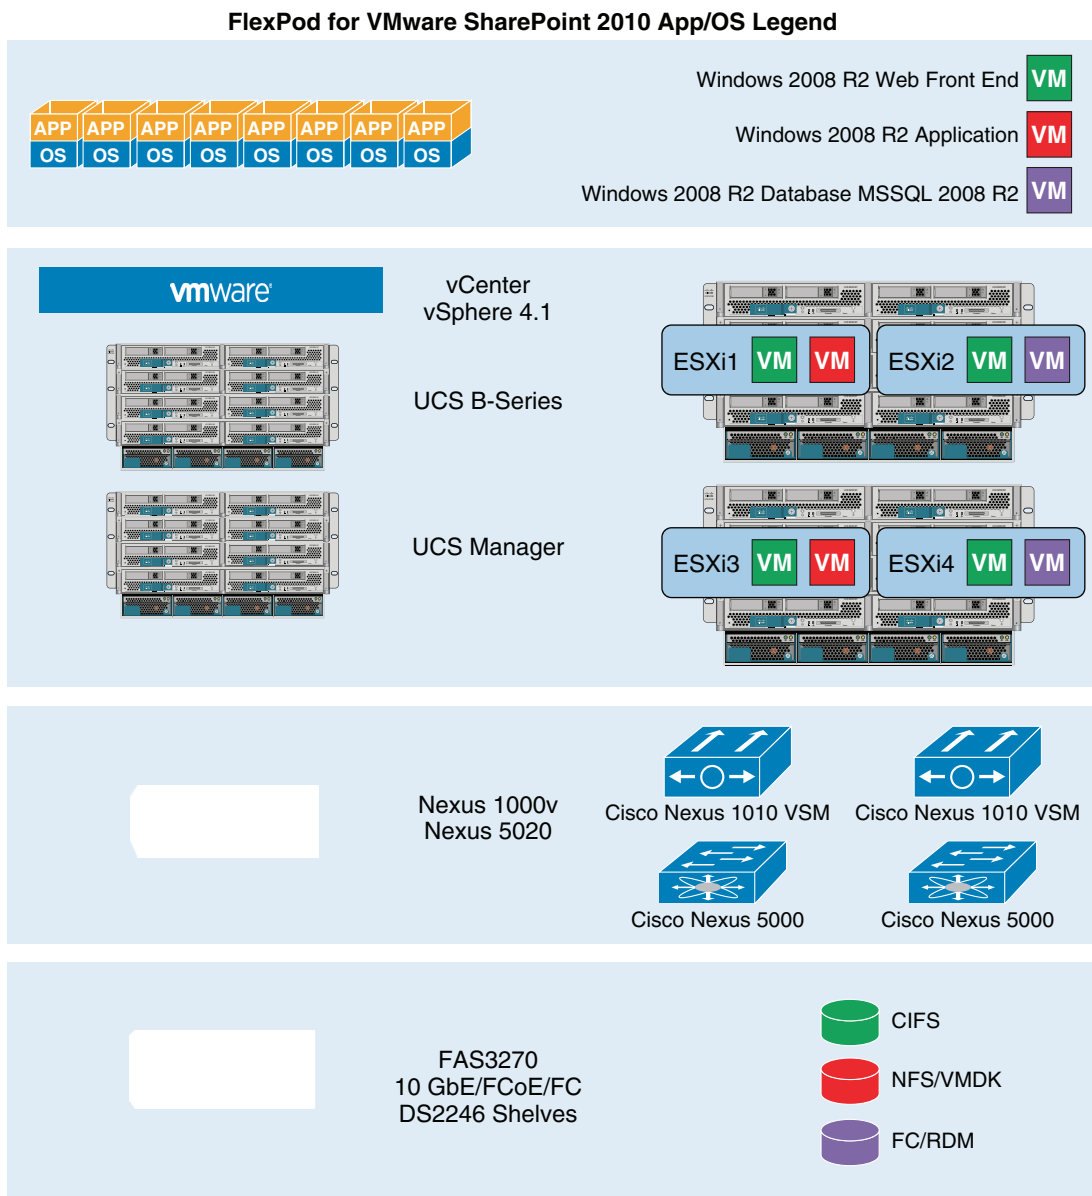 FlexPod for VMware SharePoint 2010 App/OS Legend
APP APP APP APP APP APP APP APP
OS OS OS OS OS OS OS OS
Windows 2008 R2 Web Front End VM
Windows 2008 R2 Application VM
Windows 2008 R2 Database MSSQL 2008 R2 VM
vmware
vCenter
vSphere 4.1
UCS B-Series
UCS Manager
ESXi1 VM VM
ESXi2 VM VM
ESXi3 VM VM
ESXi4 VM VM
Nexus 1000v
Nexus 5020
Cisco Nexus 1010 VSM
Cisco Nexus 1010 VSM
Cisco Nexus 5000
Cisco Nexus 5000
FAS3270
10 GbE/FCoE/FC
DS2246 Shelves
CIFS
NFS/VMDK
FC/RDM